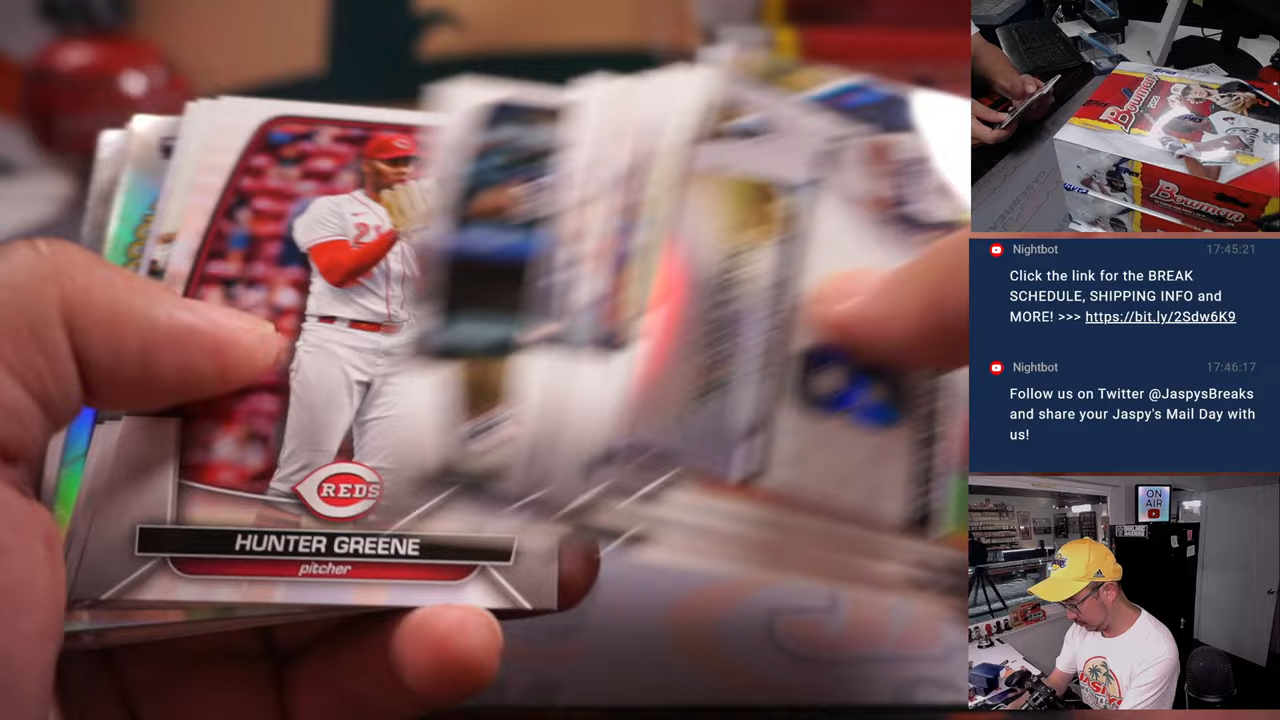 REDS
HUNTER GREENE
pitcher
Bowman
2023
Bowman
Nightbot 17:45:21
Click the link for the BREAK
SCHEDULE, SHIPPING INFO and
MORE! >>> https://bit.ly/2Sdw6K9
Nightbot 17:46:17
Follow us on Twitter @JaspysBreaks
and share your Jaspy's Mail Day with
us!
ON
AIR